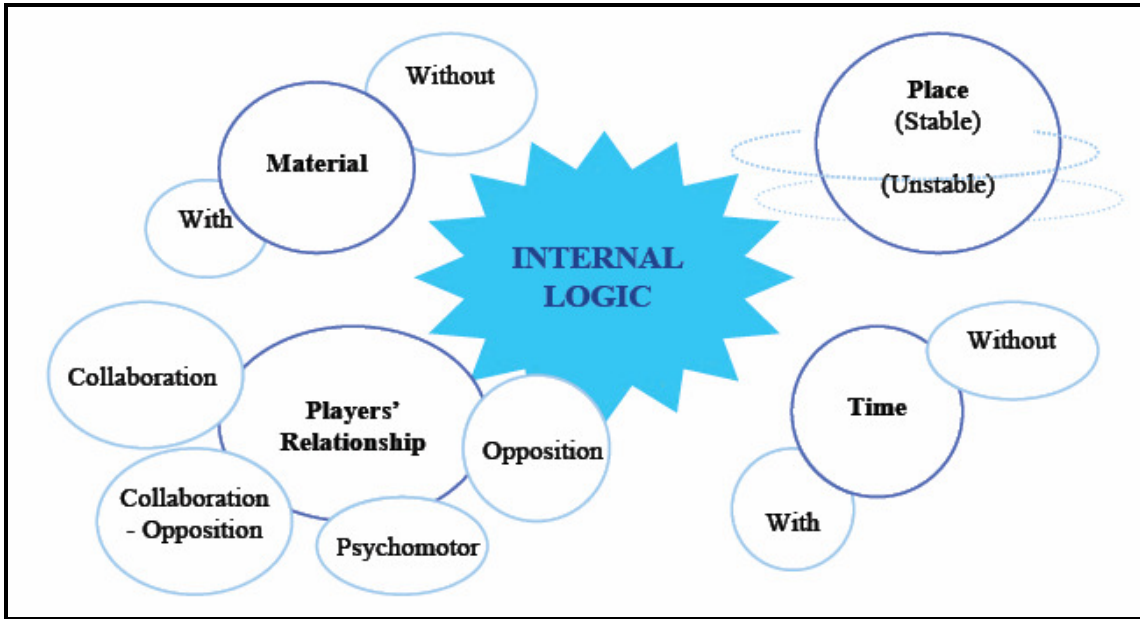 Without
Material
With
Place
(Stable)
(Unstable)
INTERNAL
LOGIC
Collaboration
Players’
Relationship
Opposition
Collaboration
- Opposition
Psychomotor
Without
Time
With